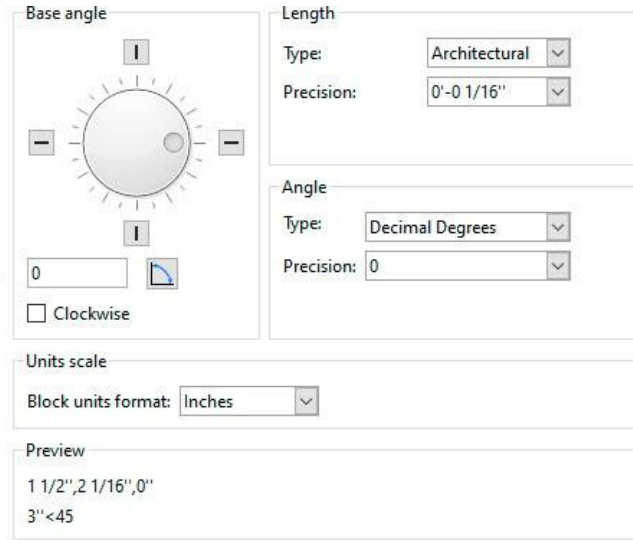 Base angle
0
Clockwise
Length
Type: Architectural
Precision: 0'-0 1/16''
Angle
Type: Decimal Degrees
Precision: 0
Units scale
Block units format: Inches
Preview
1 1/2'',2 1/16'',0''
3''<45